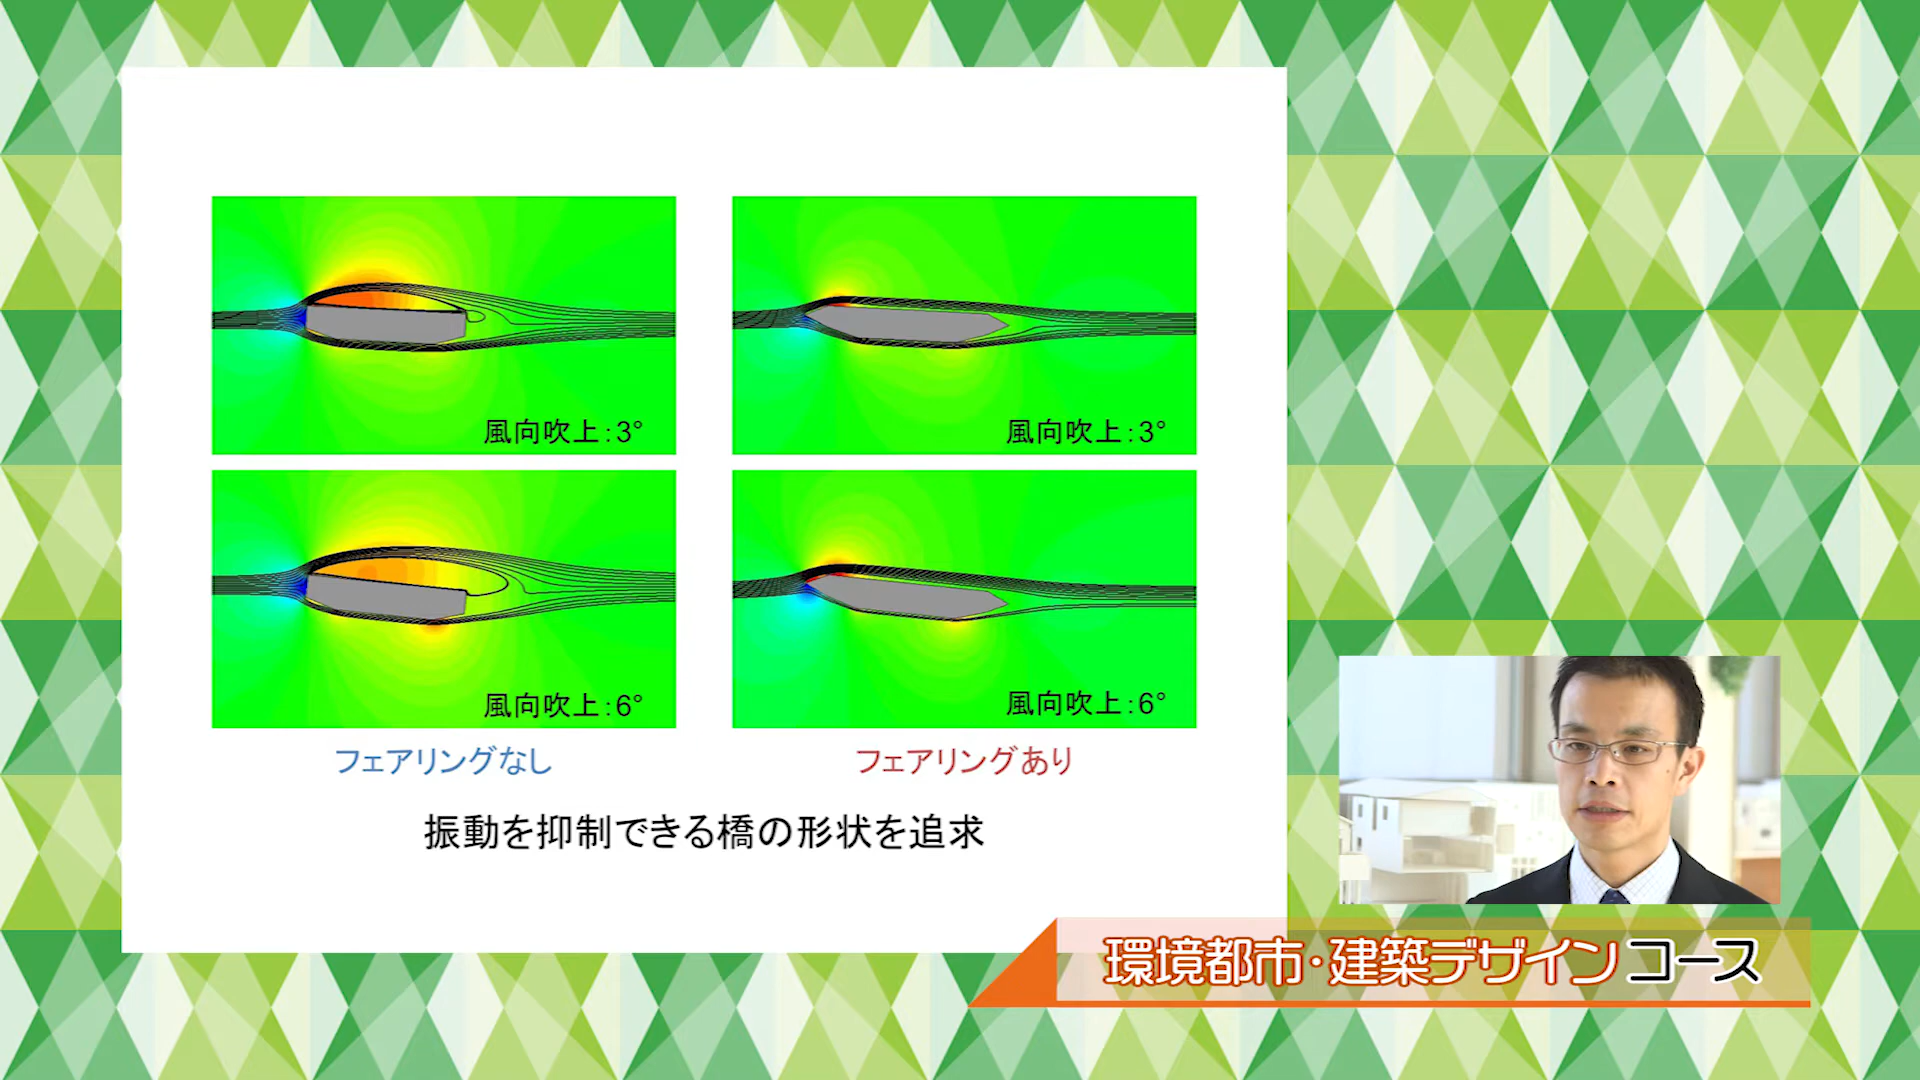 風向吹上:3°
風向吹上:3°
風向吹上:6°
風向吹上:6°
フェアリングなし
フェアリングあり
振動を抑制できる橋の形状を追求
環境都市・建築デザインコース